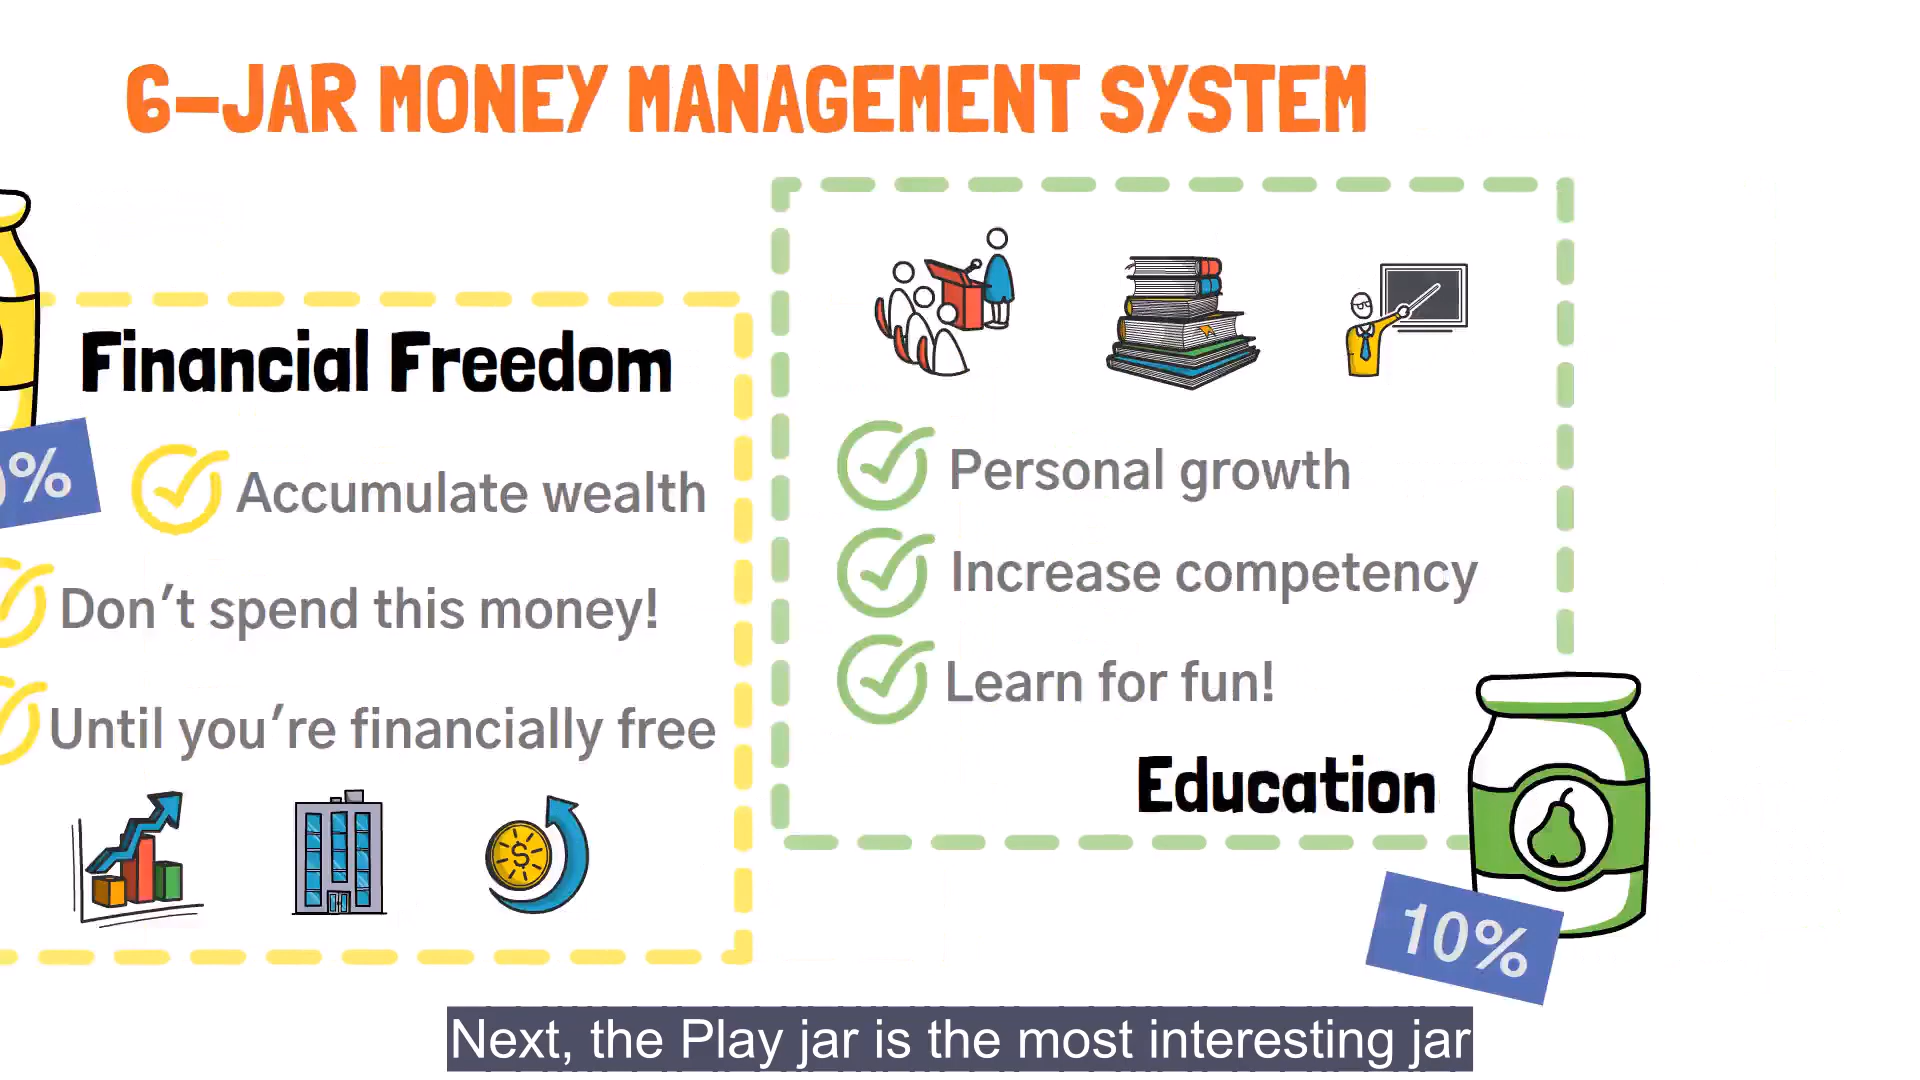 6-JAR MONEY MANAGEMENT SYSTEM
Financial Freedom
Accumulate wealth
Don't spend this money!
Until you're financially free
Personal growth
Increase competency
Learn for fun!
Education
10%
Next, the Play jar is the most interesting jar